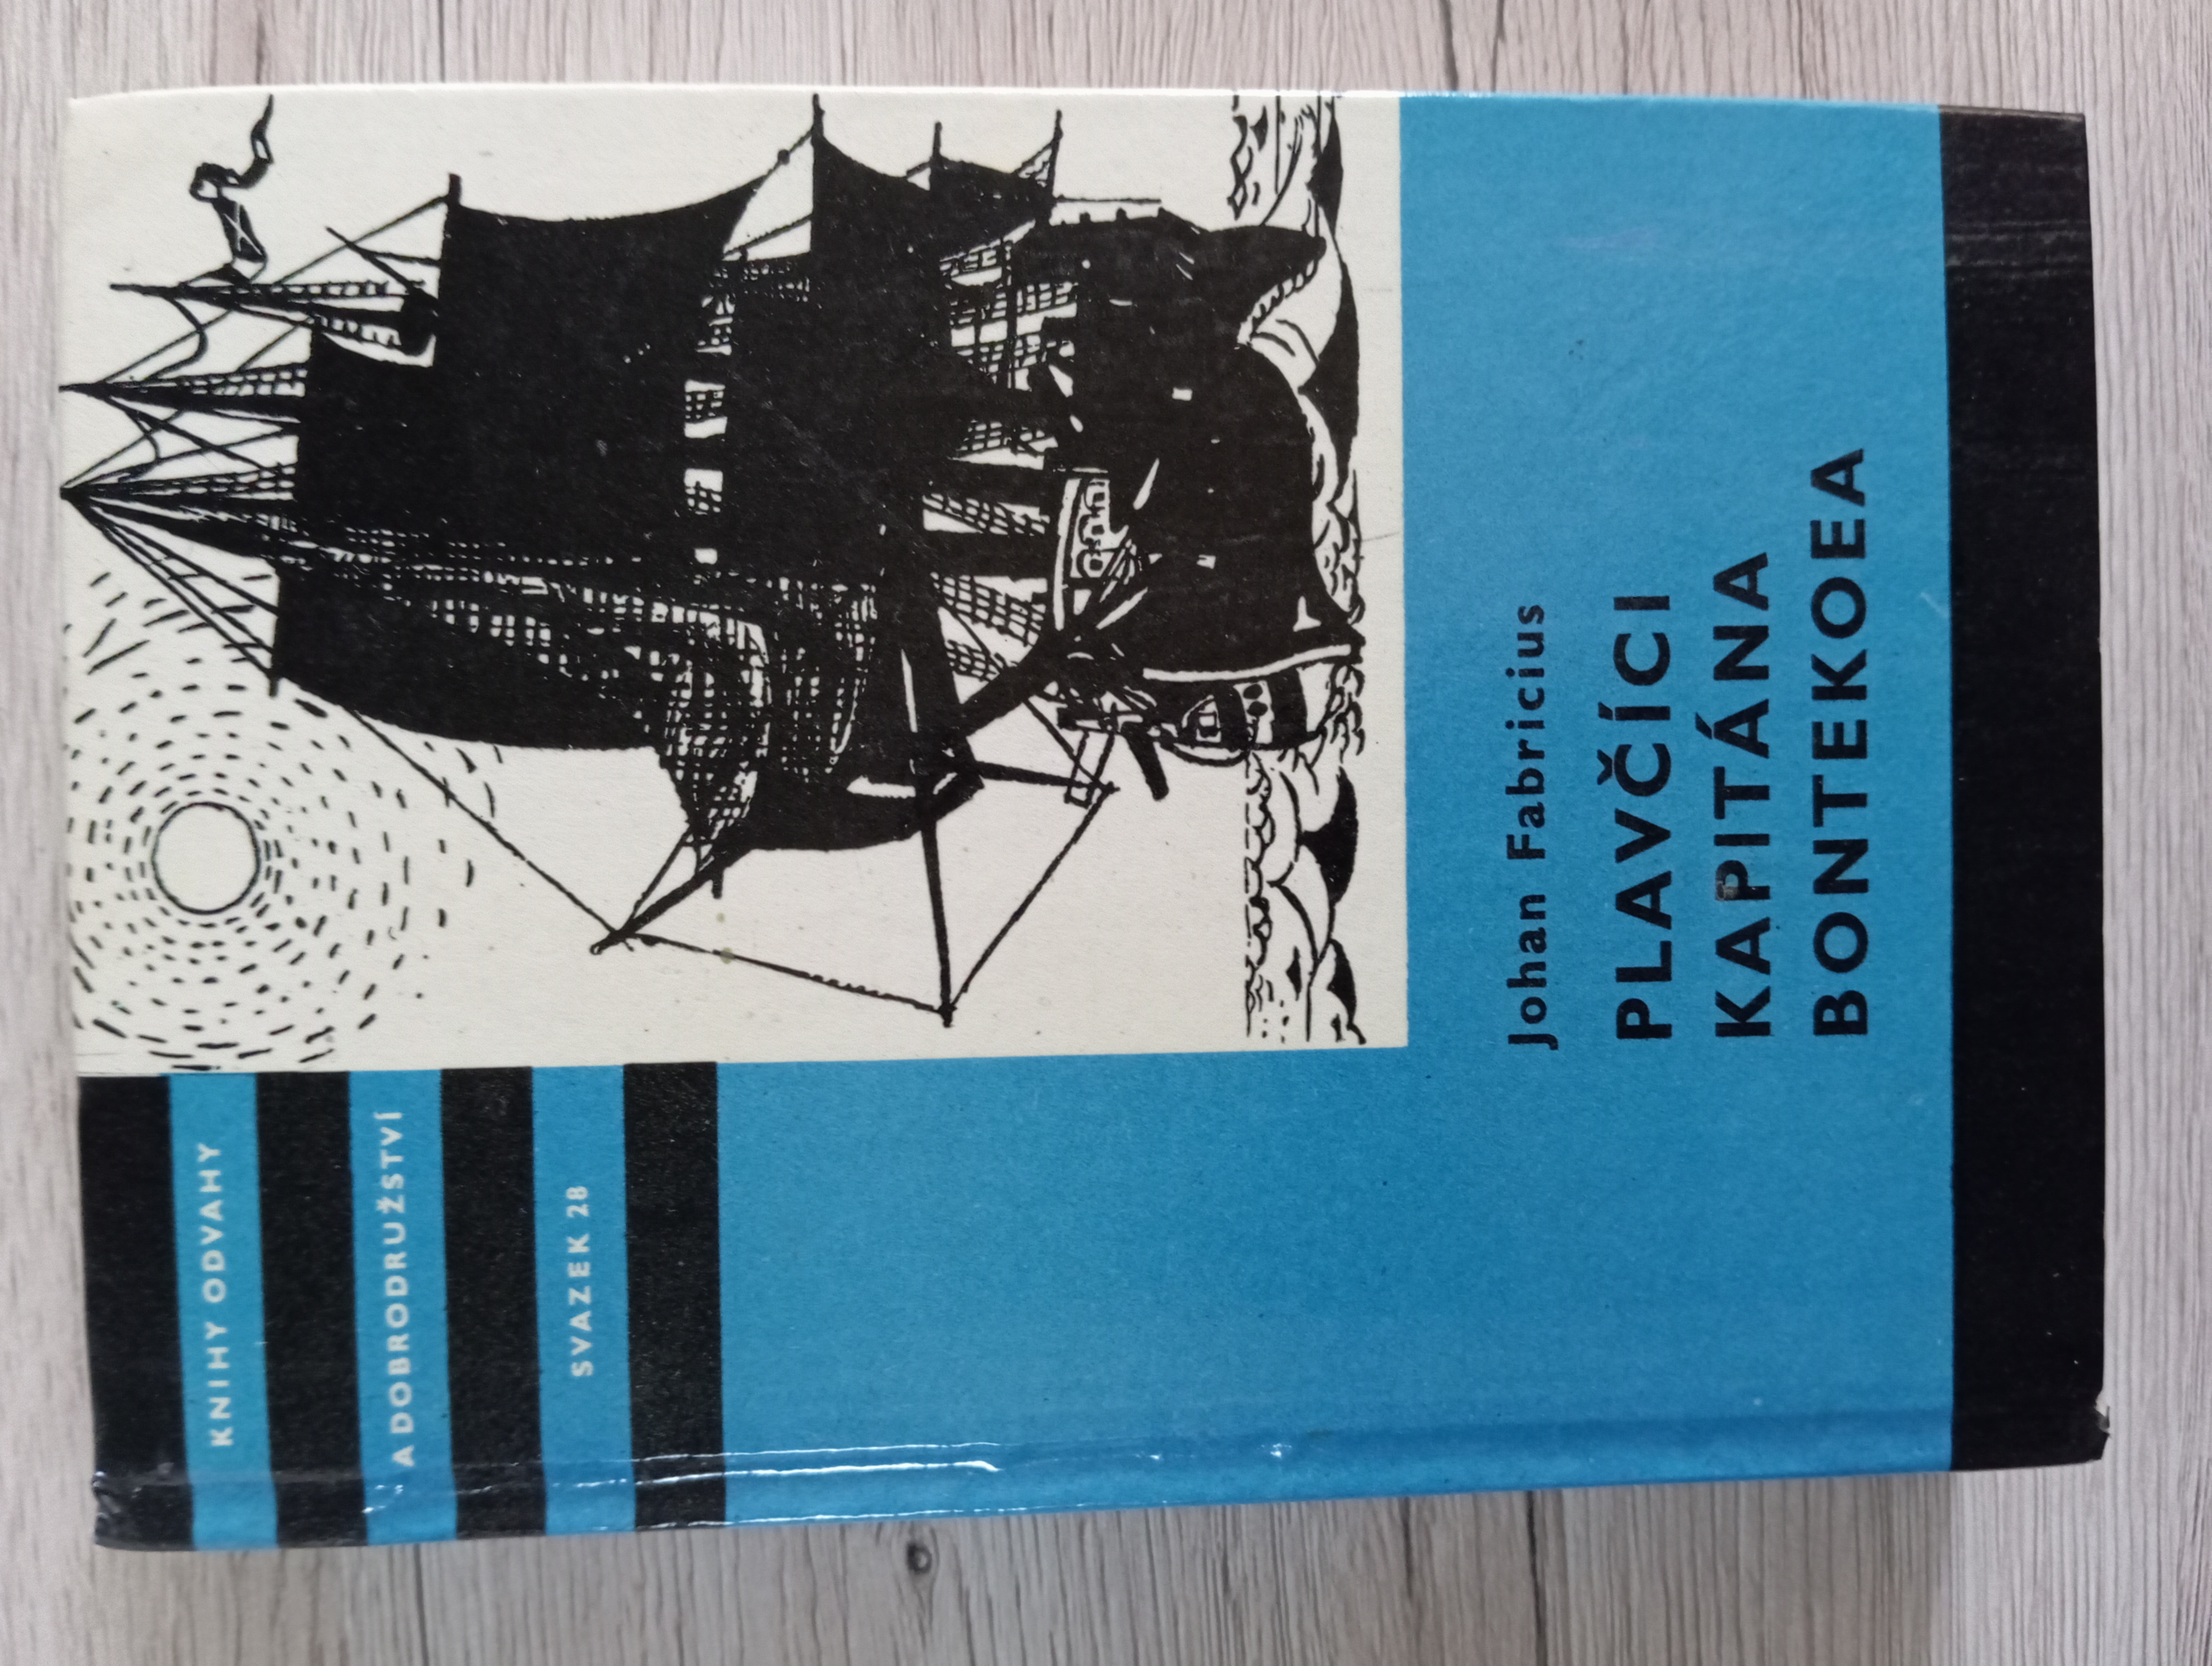 KNIHY ODVAHY
A DOBRODRUŽSTVÍ
SVAZEK 28
Johan Fabricius
PLAVČÍCI
KAPITÁNA
BONTEKOEA